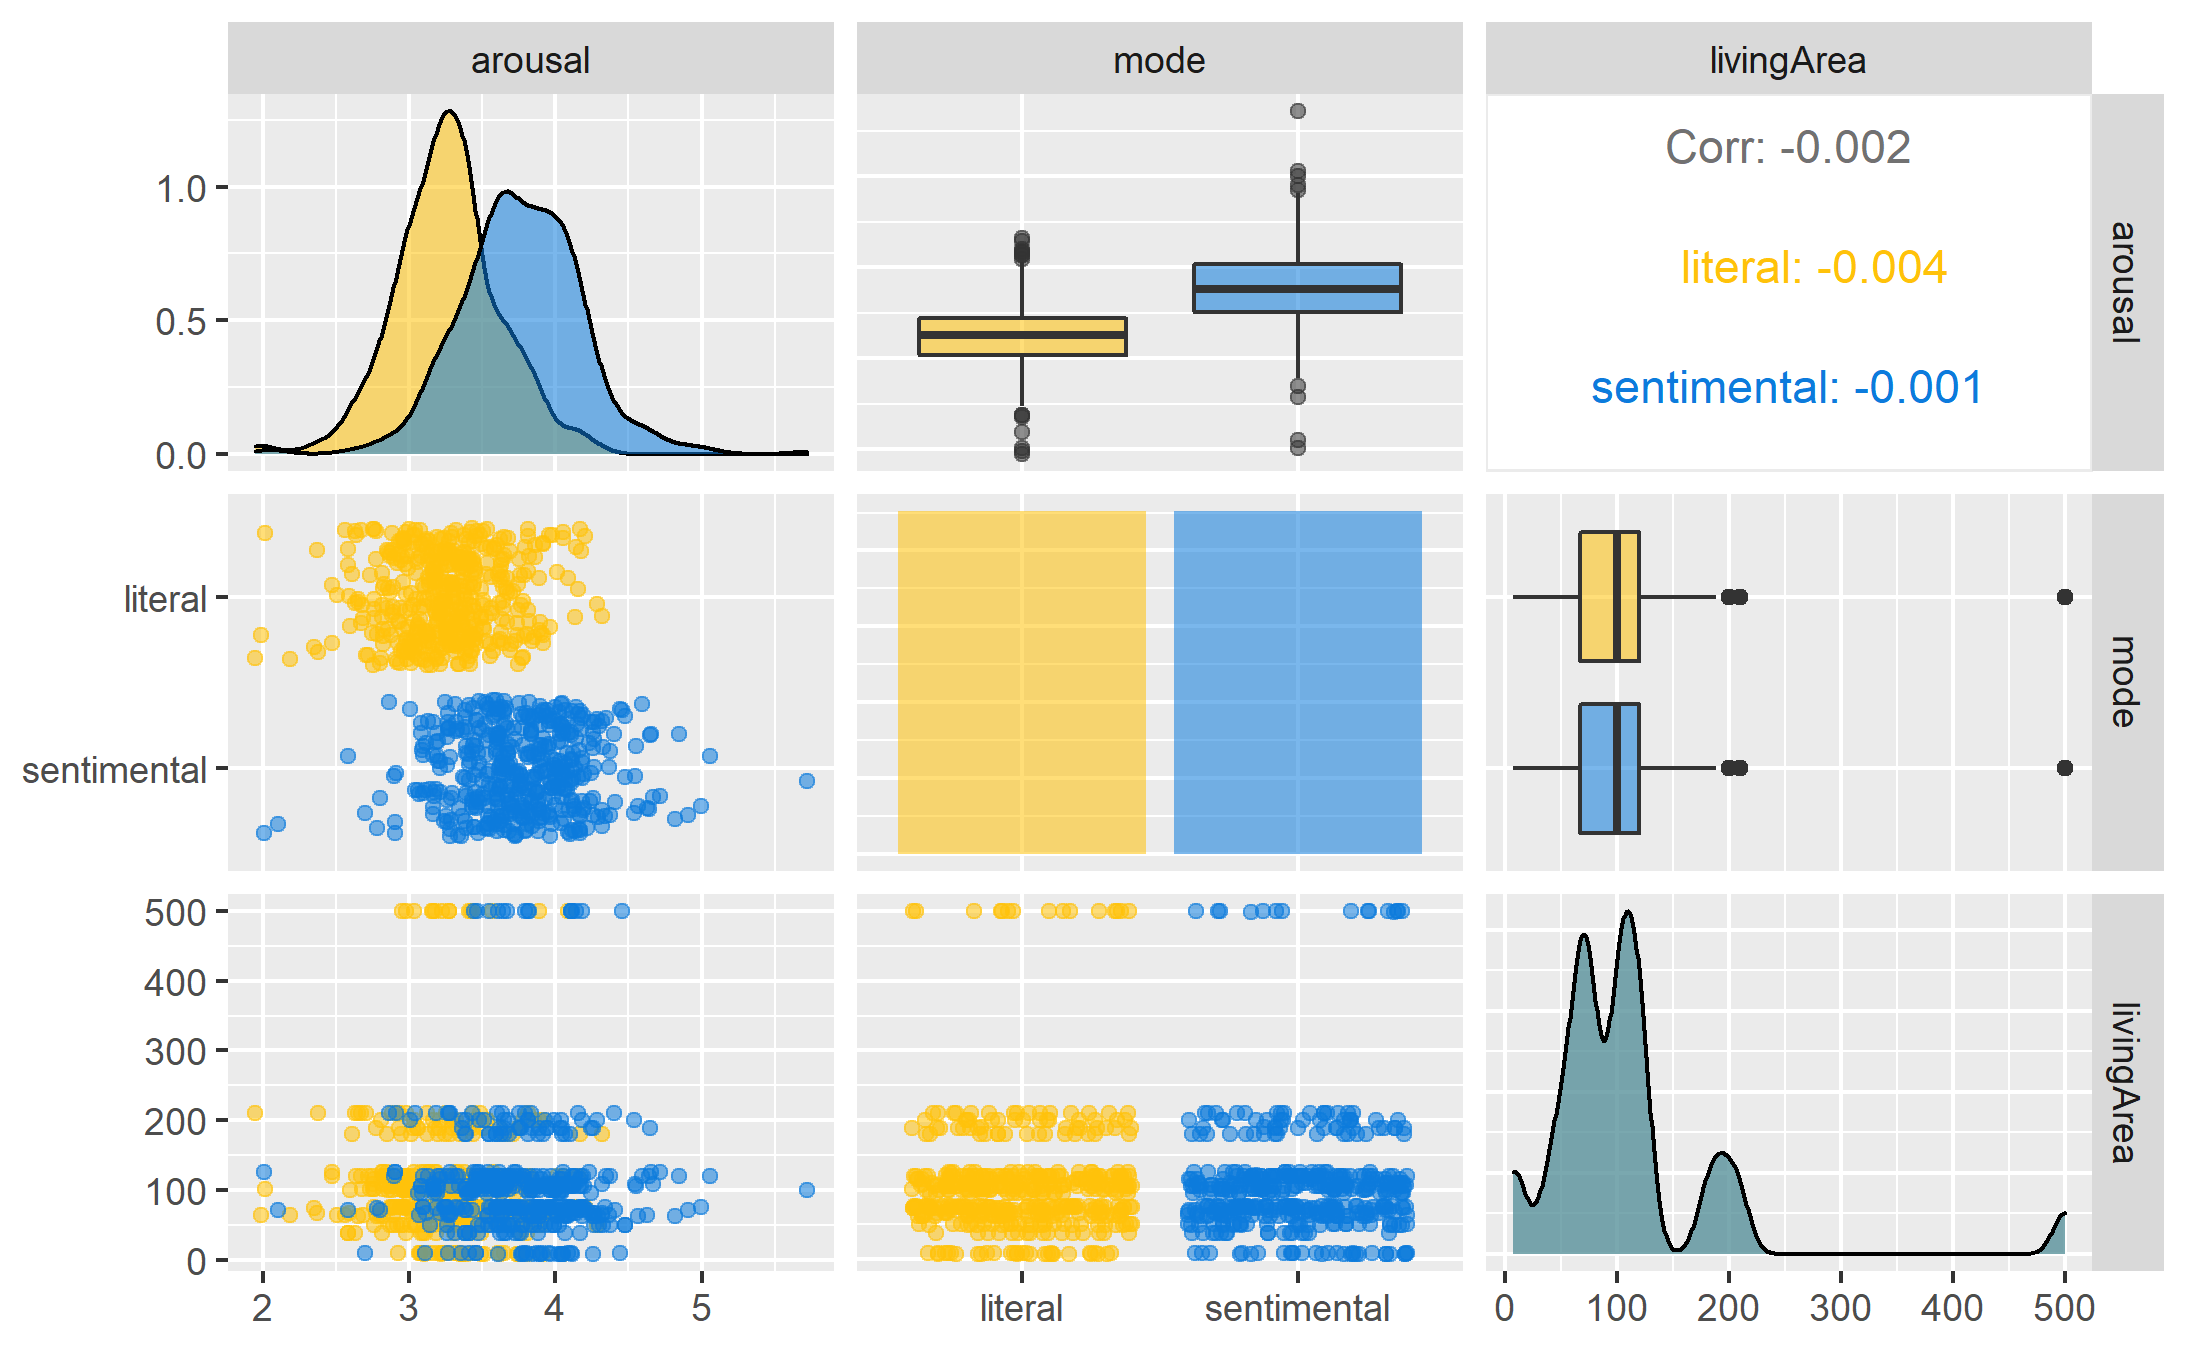 arousal
mode
livingArea
1.0
0.5
0.0
Corr: -0.002
literal: -0.004
sentimental: -0.001
arousal
literal
sentimental
mode
500
400
300
200
100
0
livingArea
2 3 4 5
literal sentimental
0 100 200 300 400 500